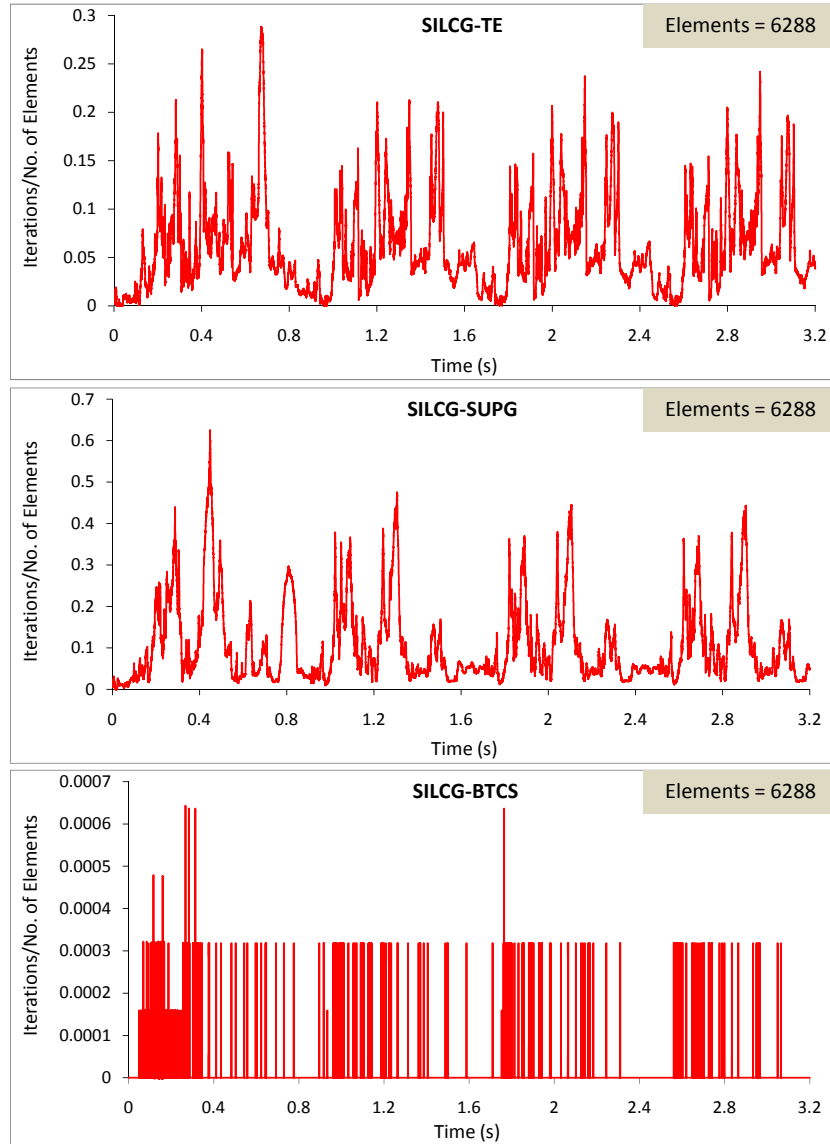 SILCG-TE
Elements = 6288
Iterations/No. of Elements
0.3
0.25
0.2
0.15
0.1
0.05
0
0 0.4 0.8 1.2 1.6 2 2.4 2.8 3.2
Time (s)
SILCG-SUPG
Elements = 6288
Iterations/No. of Elements
0.7
0.6
0.5
0.4
0.3
0.2
0.1
0
0 0.4 0.8 1.2 1.6 2 2.4 2.8 3.2
Time (s)
SILCG-BTCS
Elements = 6288
Iterations/No. of Elements
0.0007
0.0006
0.0005
0.0004
0.0003
0.0002
0.0001
0
0 0.4 0.8 1.2 1.6 2 2.4 2.8 3.2
Time (s)